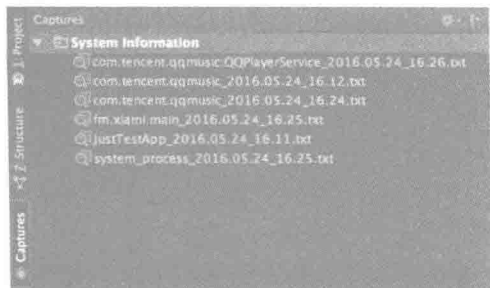 Captures
System Information
com.tencent.qqmusic:QQPlayerService_2016.05.24_16.26.txt
com.tencent.qqmusic_2016.05.24_16.12.txt
com.tencent.qqmusic_2016.05.24_16.24.txt
fm.xiami.main_2016.05.24_16.25.txt
JustTestApp_2016.05.24_16.11.txt
system_process_2016.05.24_16.25.txt
1: Project
7: Structure
Captures